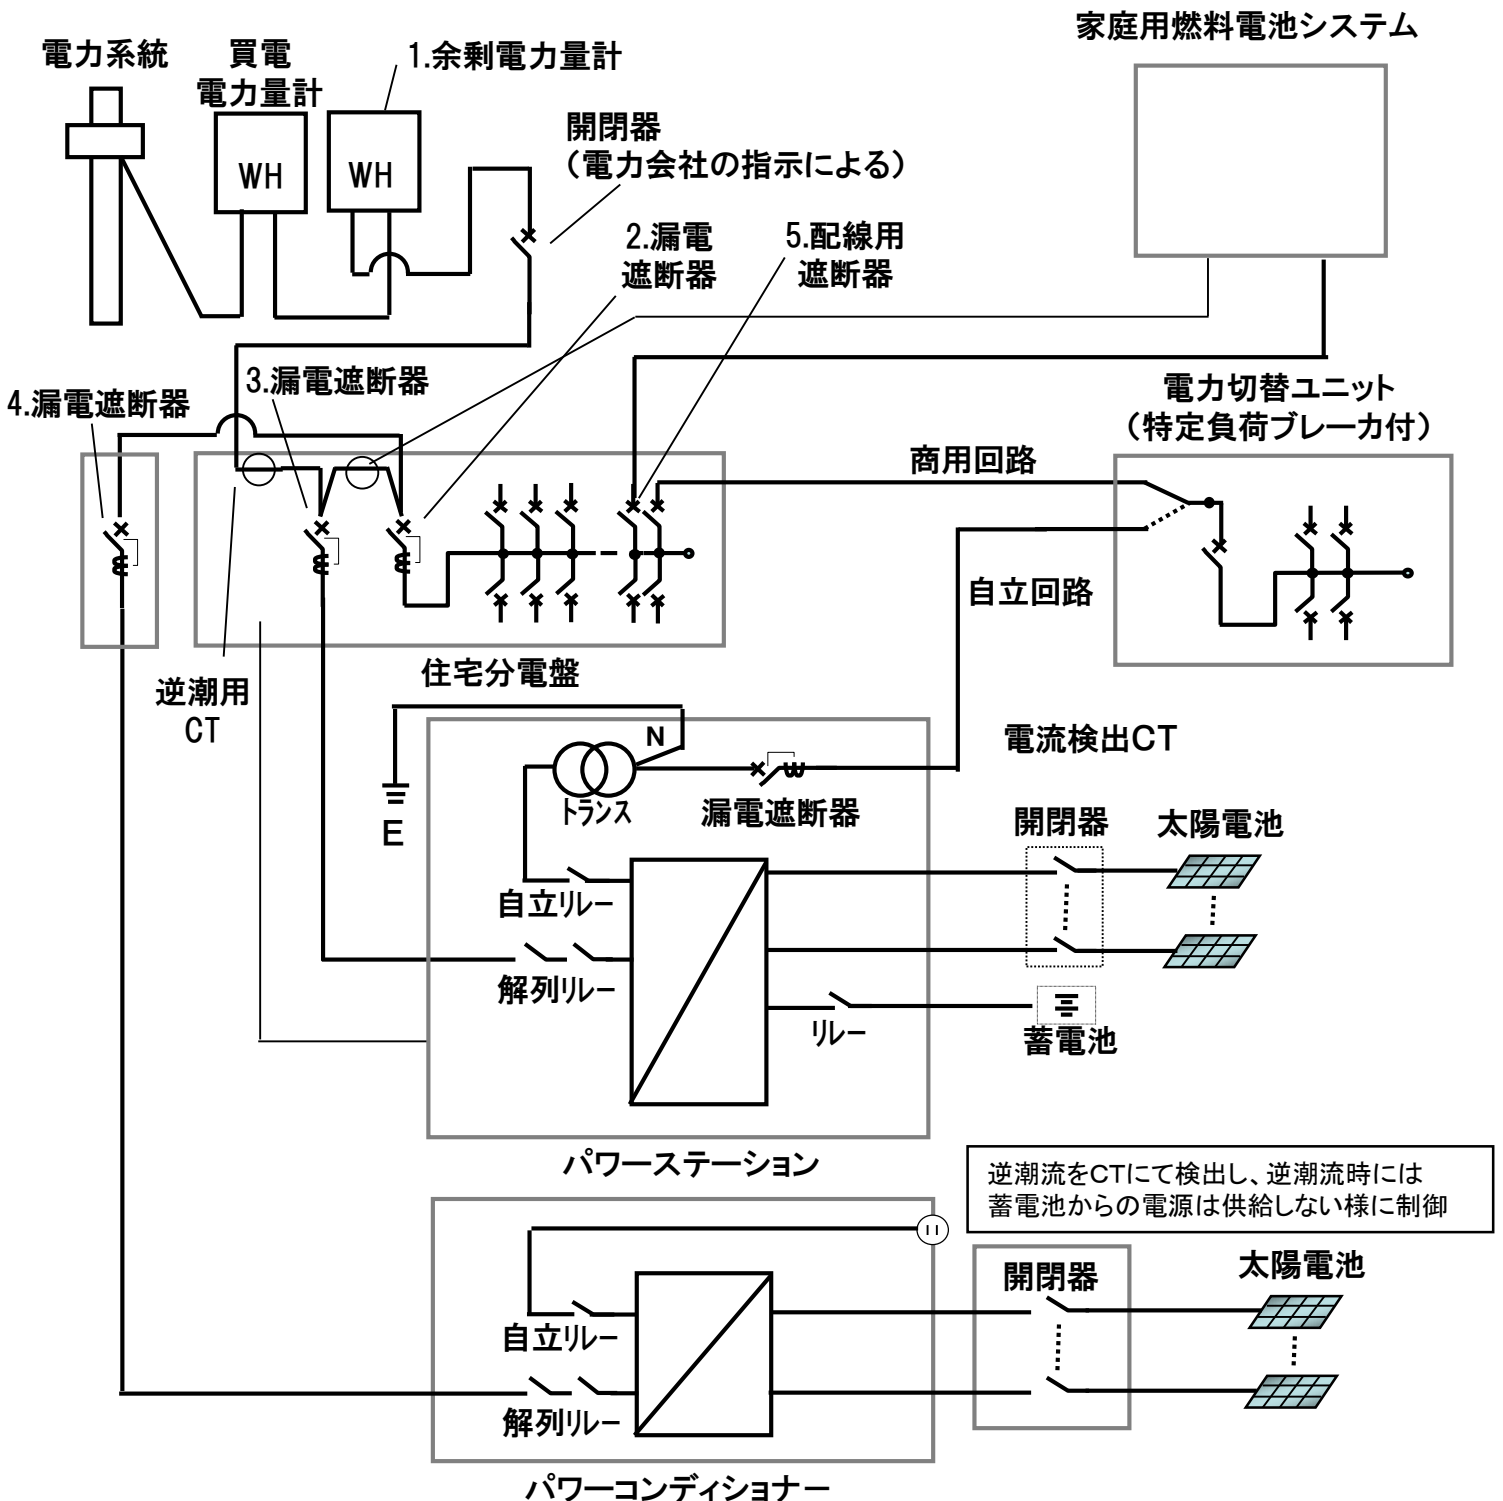 家庭用燃料電池システム
電力系統
買電
電力量計
1.余剰電力量計
WH
WH
開閉器
（電力会社の指示による）
2.漏電
遮断器
5.配線用
遮断器
3.漏電遮断器
4.漏電遮断器
電力切替ユニット
（特定負荷ブレーカ付）
商用回路
自立回路
住宅分電盤
逆潮用
CT
N
E
トランス
漏電遮断器
電流検出CT
開閉器
太陽電池
自立リレー
解列リレー
リレー
蓄電池
パワーステーション
逆潮流をCTにて検出し、逆潮流時には
蓄電池からの電源は供給しない様に制御
開閉器
太陽電池
自立リレー
解列リレー
パワーコンディショナー